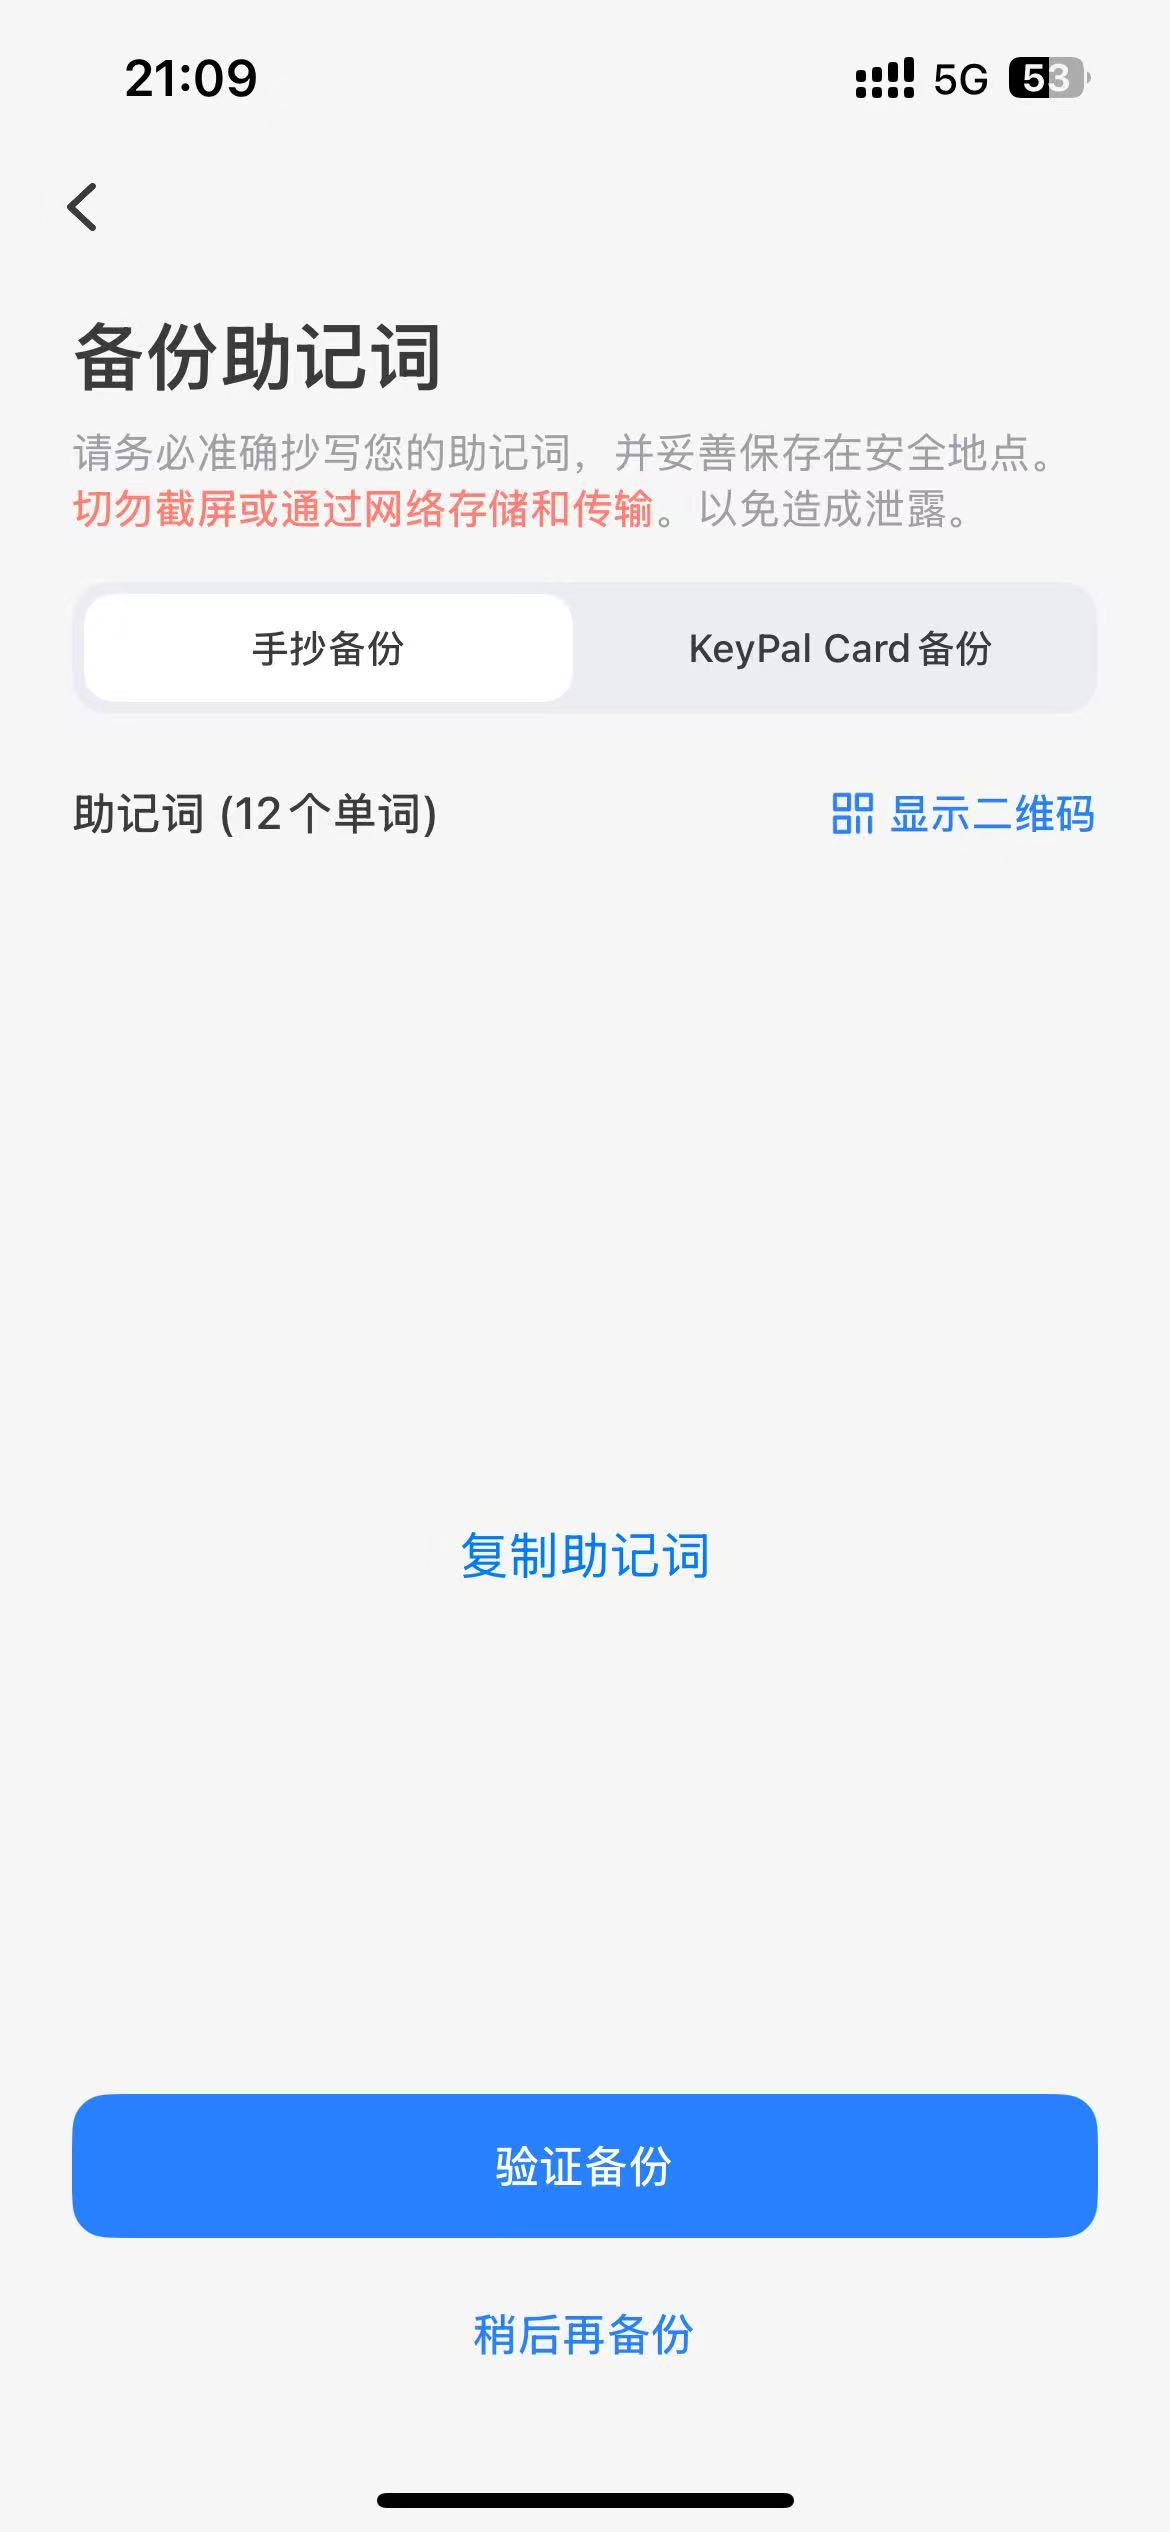 21:09
5G 53
备份助记词
请务必准确抄写您的助记词，并妥善保存在安全地点。
切勿截屏或通过网络存储和传输。以免造成泄露。
手抄备份
KeyPal Card 备份
助记词 (12个单词)
显示二维码
复制助记词
验证备份
稍后再备份